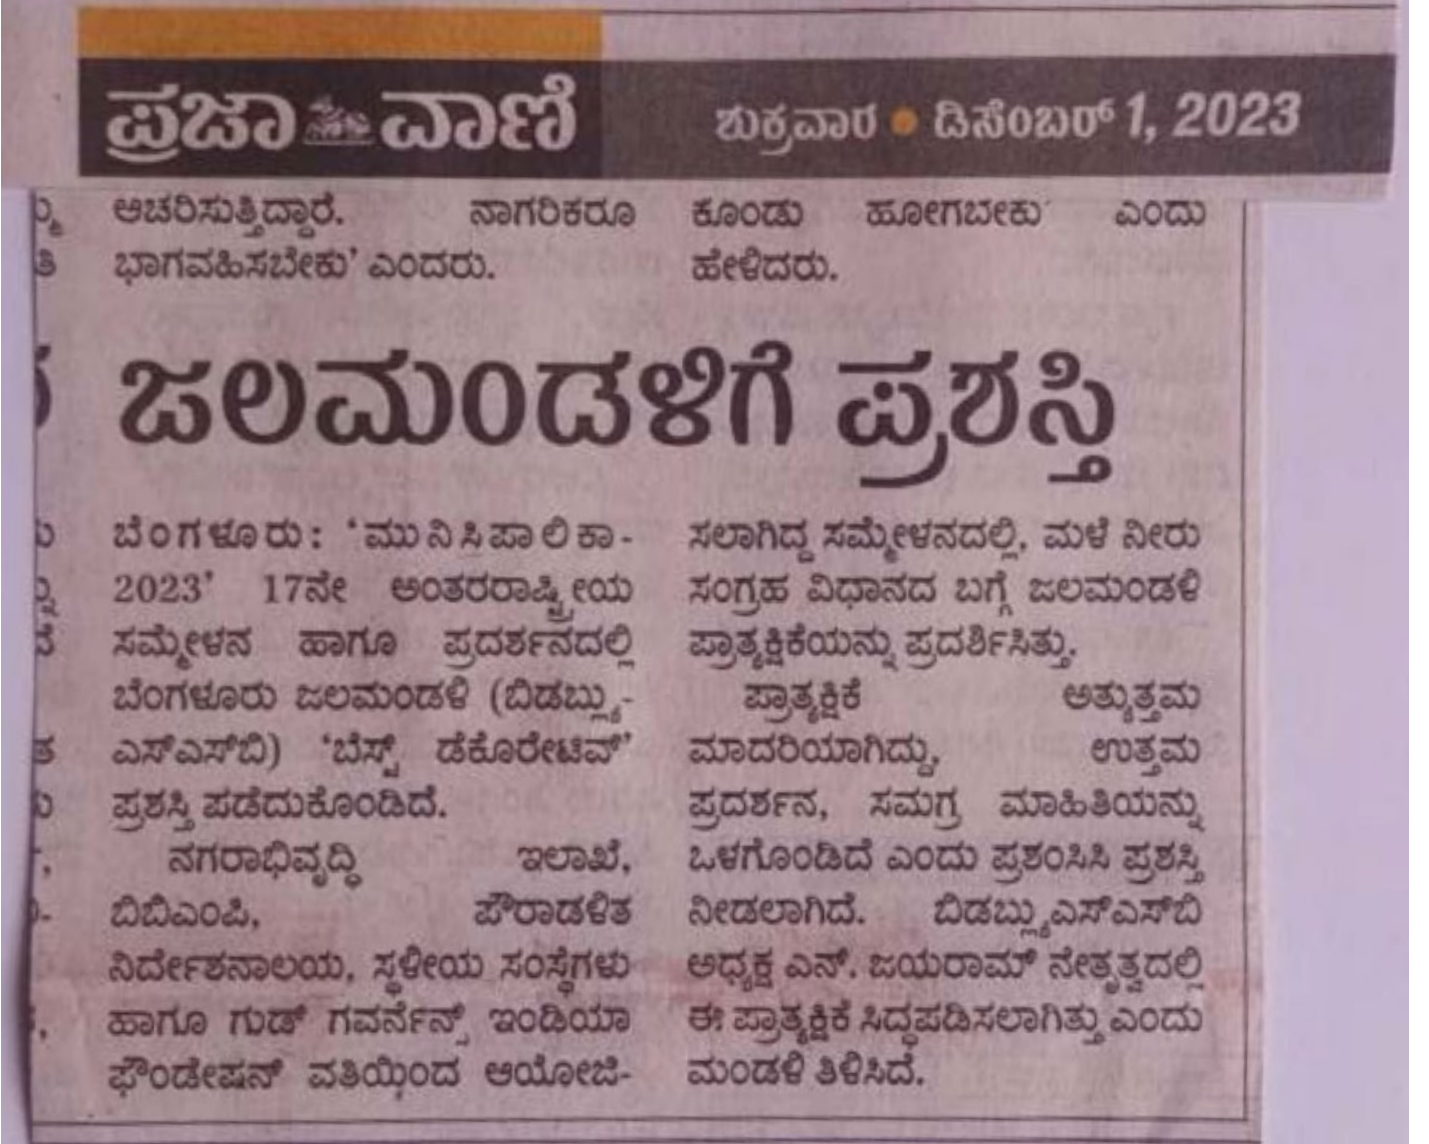 ಪ್ರಜಾವಾಣಿ
ಶುಕ್ರವಾರ • ಡಿಸೆಂಬರ್ 1, 2023
ಆಚರಿಸುತ್ತಿದ್ದಾರೆ. ನಾಗರಿಕರೂ
ಭಾಗವಹಿಸಬೇಕು' ಎಂದರು.
ಕೂಂಡು ಹೋಗಬೇಕು' ಎಂದು
ಹೇಳಿದರು.
ಜಲಮಂಡಳಿಗೆ ಪ್ರಶಸ್ತಿ
ಬೆಂಗಳೂರು: 'ಮುನಿಸಿಪಾಲಿಕಾ-
2023' 17ನೇ ಅಂತರರಾಷ್ಟ್ರೀಯ
ಸಮ್ಮೇಳನ ಹಾಗೂ ಪ್ರದರ್ಶನದಲ್ಲಿ
ಬೆಂಗಳೂರು ಜಲಮಂಡಳಿ (ಬಿಡಬ್ಲ್ಯು-
ಎಸ್‌ಎಸ್‌ಬಿ) 'ಬೆಸ್ಟ್ ಡೆಕೊರೇಟಿವ್'
ಪ್ರಶಸ್ತಿ ಪಡೆದುಕೊಂಡಿದೆ.
ನಗರಾಭಿವೃದ್ಧಿ ಇಲಾಖೆ,
ಬಿಬಿಎಂಪಿ, ಪೌರಾಡಳಿತ
ನಿರ್ದೇಶನಾಲಯ, ಸ್ಥಳೀಯ ಸಂಸ್ಥೆಗಳು
ಹಾಗೂ ಗುಡ್ ಗವರ್ನೆನ್ಸ್ ಇಂಡಿಯಾ
ಫೌಂಡೇಷನ್ ವತಿಯಿಂದ ಆಯೋಜಿ-
ಸಲಾಗಿದ್ದ ಸಮ್ಮೇಳನದಲ್ಲಿ, ಮಳೆ ನೀರು
ಸಂಗ್ರಹ ವಿಧಾನದ ಬಗ್ಗೆ ಜಲಮಂಡಳಿ
ಪ್ರಾತ್ಯಕ್ಷಿಕೆಯನ್ನು ಪ್ರದರ್ಶಿಸಿತ್ತು.
ಪ್ರಾತ್ಯಕ್ಷಿಕೆ ಅತ್ಯುತ್ತಮ
ಮಾದರಿಯಾಗಿದ್ದು, ಉತ್ತಮ
ಪ್ರದರ್ಶನ, ಸಮಗ್ರ ಮಾಹಿತಿಯನ್ನು
ಒಳಗೊಂಡಿದೆ ಎಂದು ಪ್ರಶಂಸಿಸಿ ಪ್ರಶಸ್ತಿ
ನೀಡಲಾಗಿದೆ. ಬಿಡಬ್ಲ್ಯುಎಸ್‌ಎಸ್‌ಬಿ
ಅಧ್ಯಕ್ಷ ಎನ್. ಜಯರಾಮ್ ನೇತೃತ್ವದಲ್ಲಿ
ಈ ಪ್ರಾತ್ಯಕ್ಷಿಕೆ ಸಿದ್ಧಪಡಿಸಲಾಗಿತ್ತು ಎಂದು
ಮಂಡಳಿ ತಿಳಿಸಿದೆ.